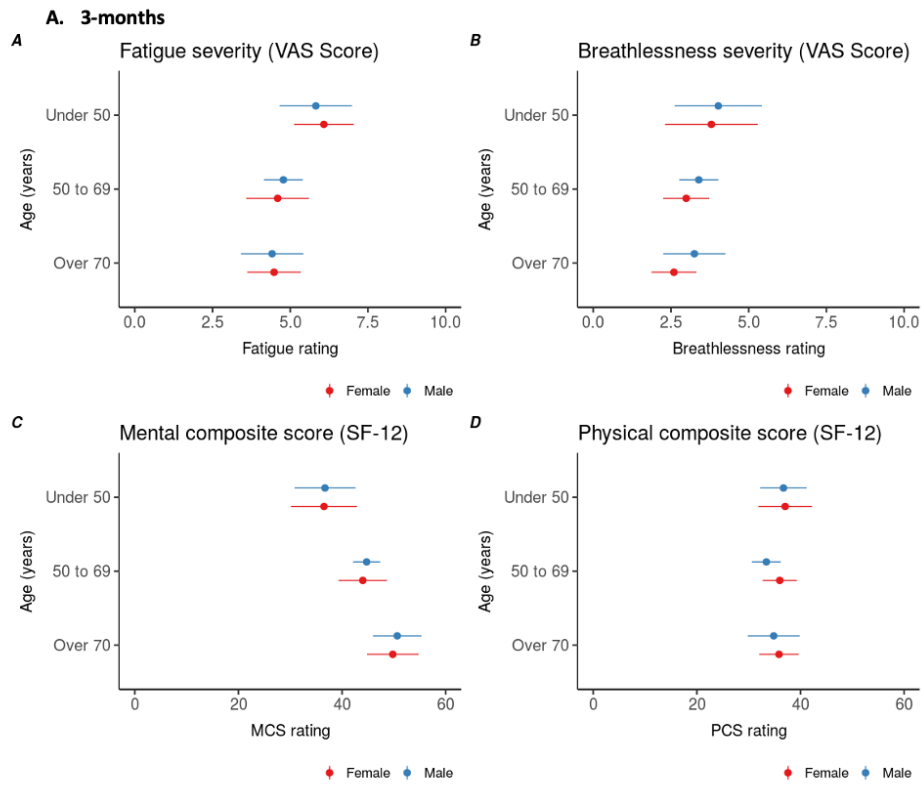 A. 3-months
A
Fatigue severity (VAS Score)
Age (years)
Under 50
50 to 69
Over 70
0.0 2.5 5.0 7.5 10.0
Fatigue rating
Female Male
B
Breathlessness severity (VAS Score)
Age (years)
Under 50
50 to 69
Over 70
0.0 2.5 5.0 7.5 10.0
Breathlessness rating
Female Male
C
Mental composite score (SF-12)
Age (years)
Under 50
50 to 69
Over 70
0 20 40 60
MCS rating
Female Male
D
Physical composite score (SF-12)
Age (years)
Under 50
50 to 69
Over 70
0 20 40 60
PCS rating
Female Male